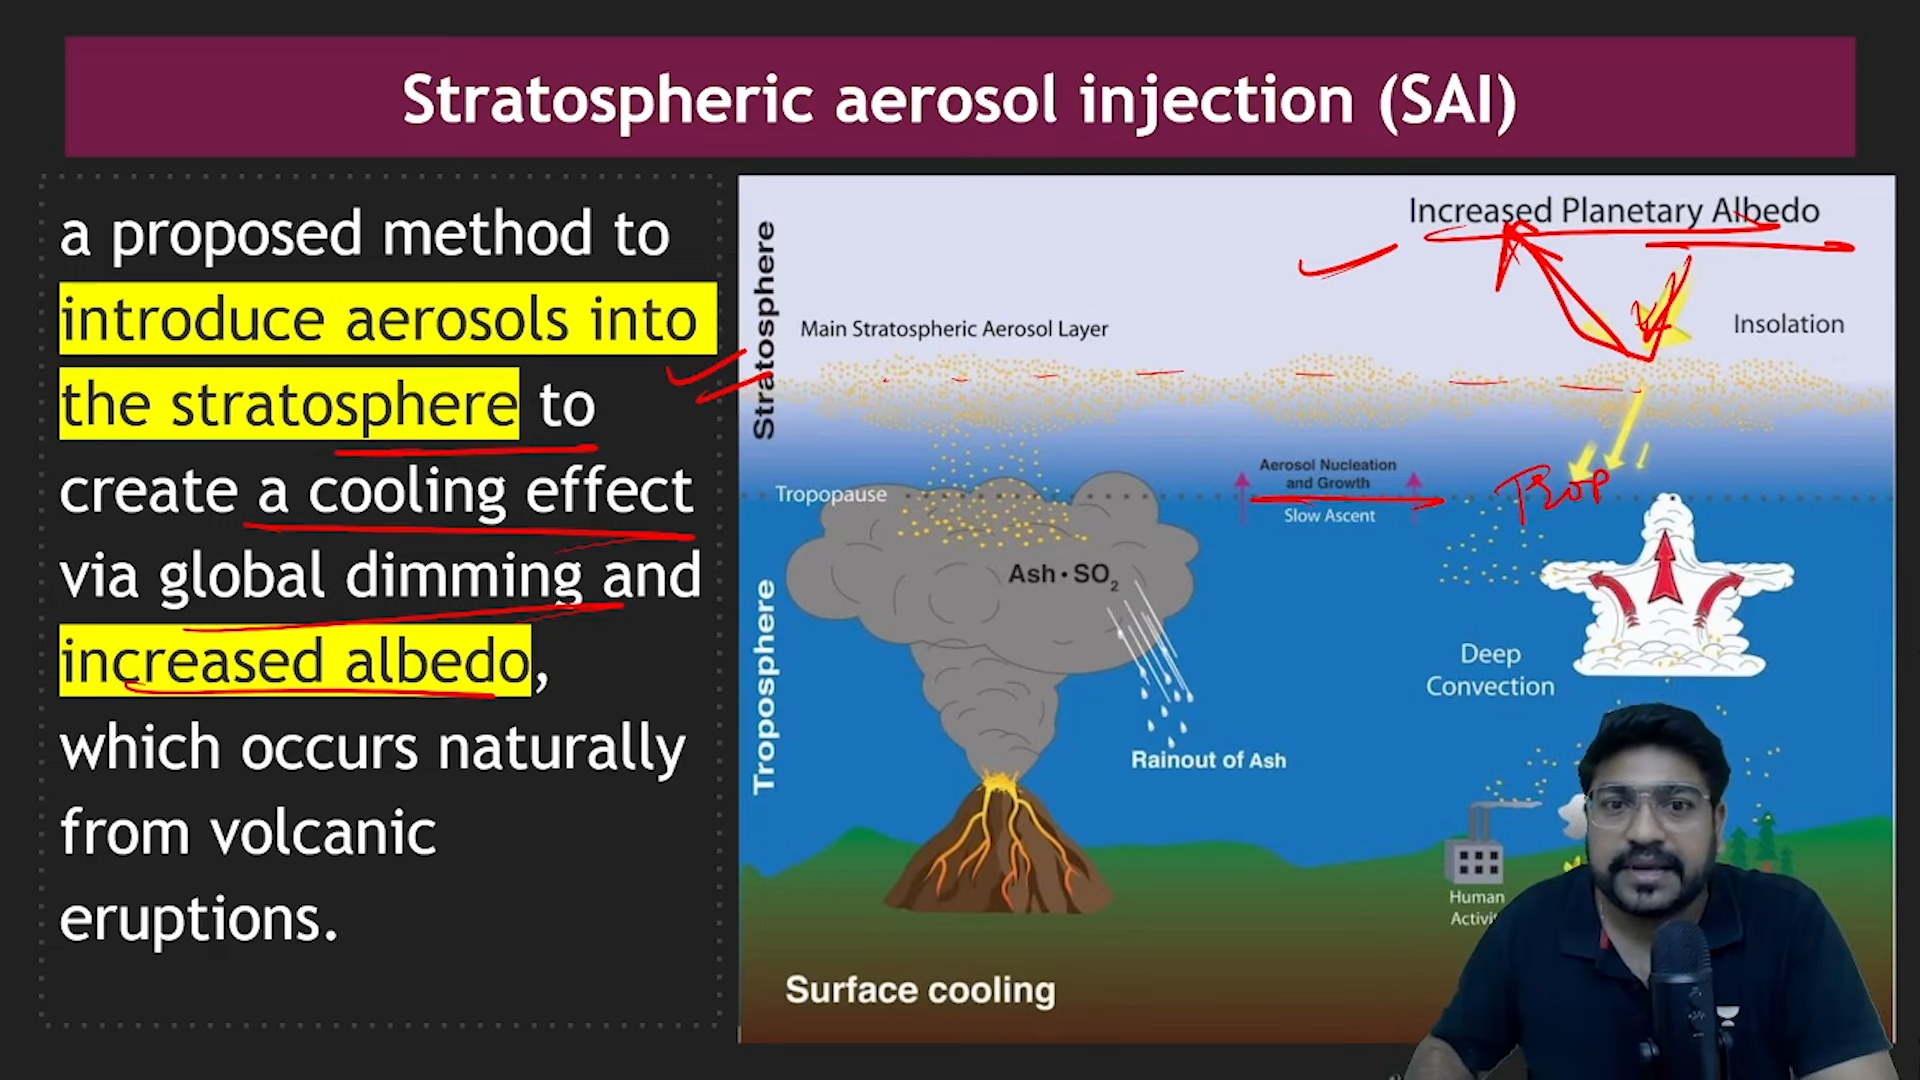 Stratospheric aerosol injection (SAI)
a proposed method to
introduce aerosols into
the stratosphere to
create a cooling effect
via global dimming and
increased albedo,
which occurs naturally
from volcanic
eruptions.
Stratosphere
Troposphere
Increased Planetary Albedo
Main Stratospheric Aerosol Layer
Insolation
Tropopause
Aerosol Nucleation
and Growth
Slow Ascent
Trop
Ash • SO2
Deep
Convection
Rainout of Ash
Human
Surface cooling